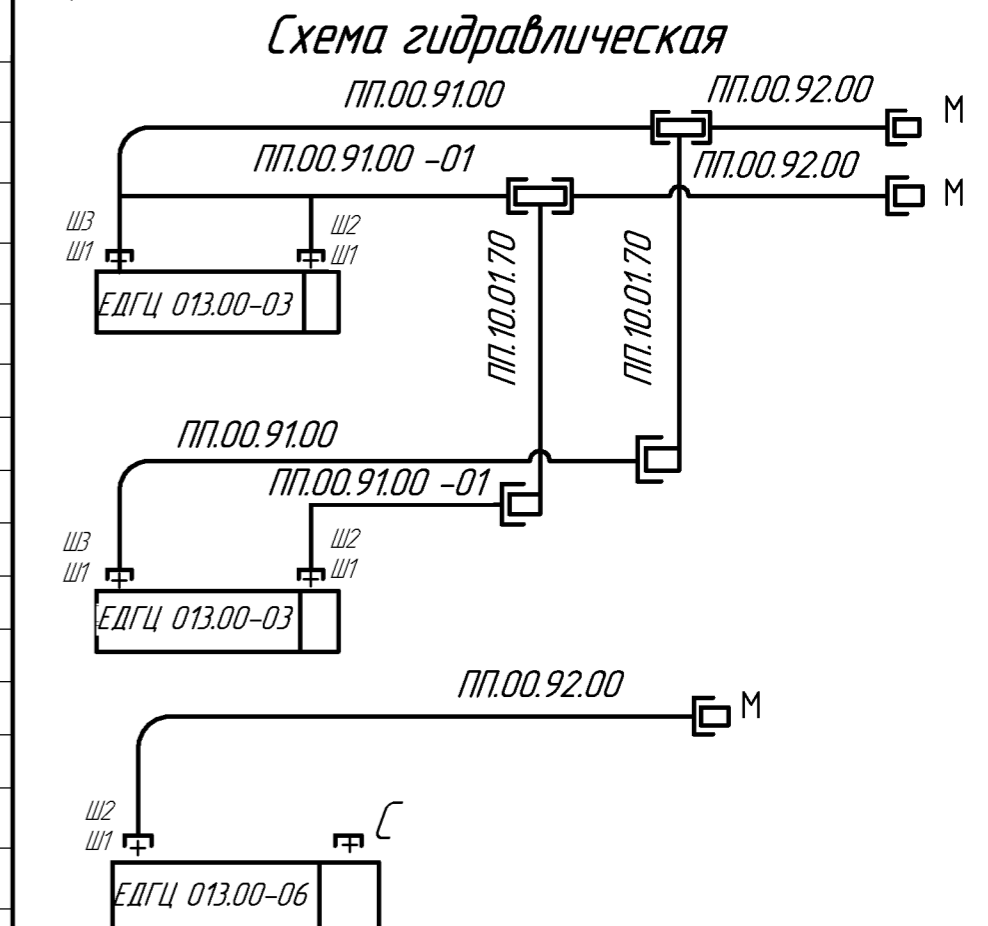 Схема гидравлическая
ПП.00.91.00
ПП.00.92.00
М
ПП.00.91.00 -01
ПП.00.92.00
М
Ш3
Ш1
Ш2
Ш1
ПП.10.01.70
ПП.10.01.70
ЕДГЦ 013.00-03
ПП.00.91.00
ПП.00.91.00 -01
Ш3
Ш1
Ш2
Ш1
ЕДГЦ 013.00-03
ПП.00.92.00
М
Ш2
Ш1
С
ЕДГЦ 013.00-06